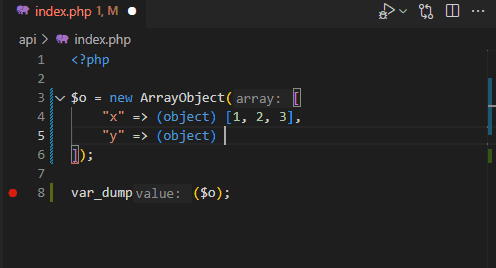 index.php 1, M
api > index.php
1 <?php
2
3 $o = new ArrayObject(array: [
4 "x" => (object) [1, 2, 3],
5 "y" => (object)
6 ]);
7
8 var_dump(value: ($o);